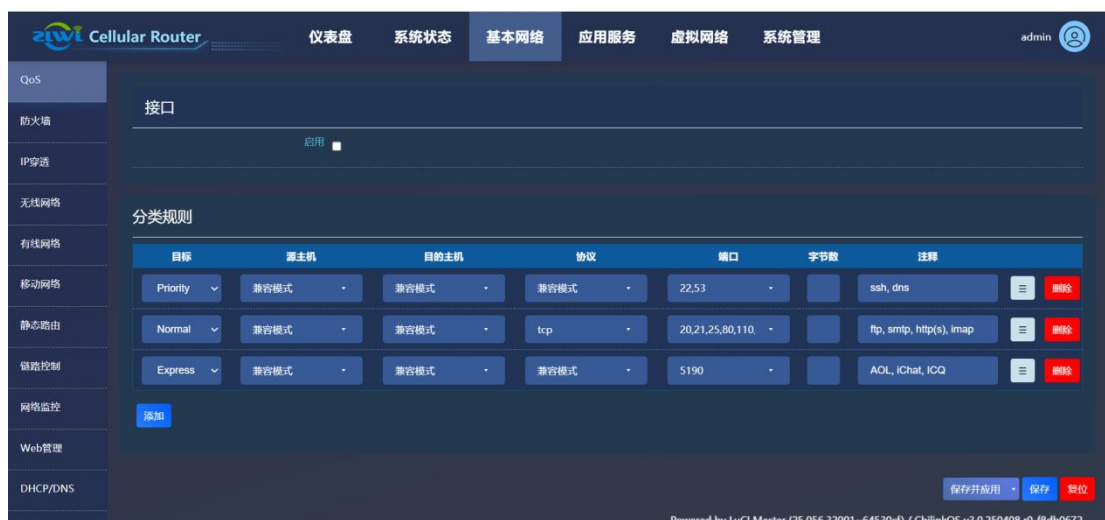 ziwi Cellular Router 仪表盘 系统状态 基本网络 应用服务 虚拟网络 系统管理 admin
QoS
防火墙
IP穿透
无线网络
有线网络
移动网络
静态路由
链路控制
网络监控
Web管理
DHCP/DNS
接口
启用
分类规则
目标 源主机 目的主机 协议 端口 字节数 注释
Priority 兼容模式 兼容模式 兼容模式 22,53 ssh, dns 删除
Normal 兼容模式 兼容模式 tcp 20,21,25,80,110, ftp, smtp, http(s), imap 删除
Express 兼容模式 兼容模式 兼容模式 5190 AOL, iChat, ICQ 删除
添加
保存并应用 保存 复位
Powered by LuCI Master